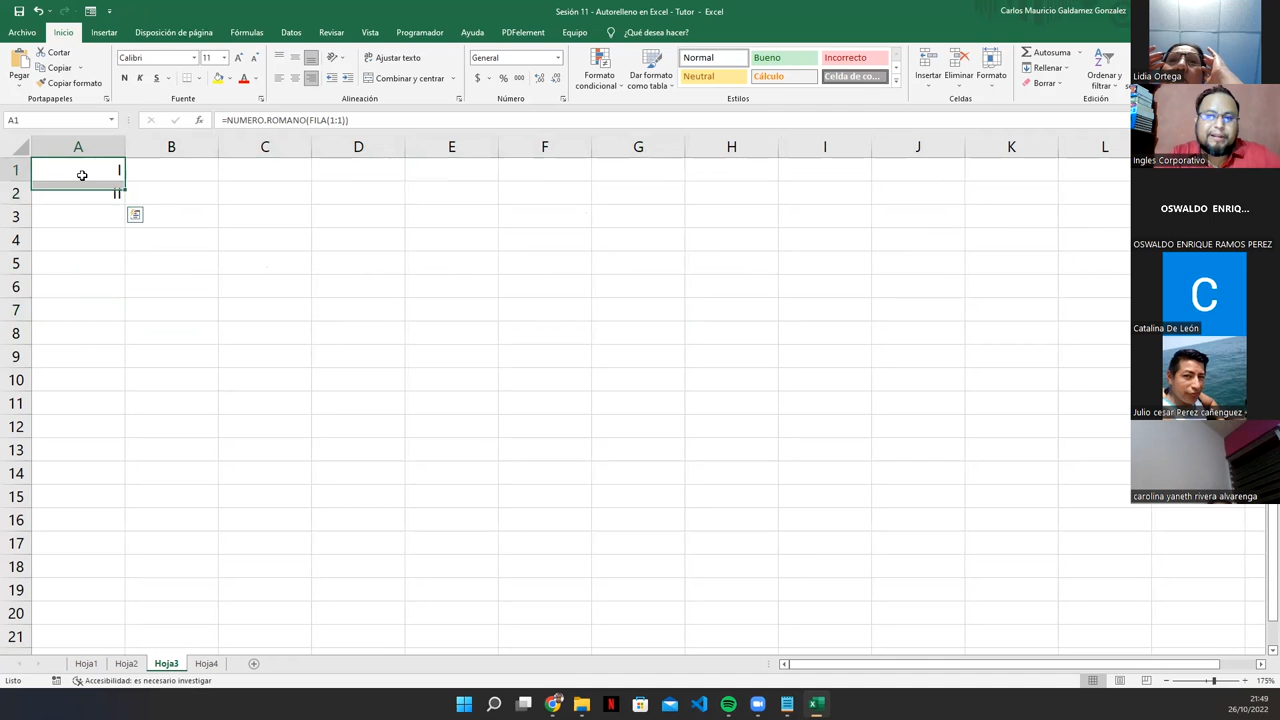 Sesión 11 - Autorelleno en Excel - Tutor - Excel
Carlos Mauricio Galdamez Gonzalez
Archivo Inicio Insertar Disposición de página Fórmulas Datos Revisar Vista Programador Ayuda PDFelement Equipo ¿Qué desea hacer?
Pegar
Cortar
Copiar
Copiar formato
Portapapeles
Calibri 11
N K S
Fuente
Ajustar texto
Combinar y centrar
Alineación
General
$ % 000
Número
Formato condicional
Dar formato como tabla
Normal Bueno Incorrecto
Neutral Cálculo Celda de co...
Estilos
Insertar Eliminar Formato
Celdas
Autosuma
Rellenar
Borrar
Ordenar y filtrar
Edición
A1 fx =NUMERO.ROMANO(FILA(1:1))
A B C D E F G H I J K L
1 I
2 II
3
4
5
6
7
8
9
10
11
12
13
14
15
16
17
18
19
20
21
Hoja1 Hoja2 Hoja3 Hoja4
Listo Accesibilidad: es necesario investigar 175%
21:49
26/10/2022
Lidia Ortega
Ingles Corporativo
OSWALDO ENRIQ...
OSWALDO ENRIQUE RAMOS PEREZ
C
Catalina De León
Julio cesar Perez cañenguez
carolina yaneth rivera alvarenga